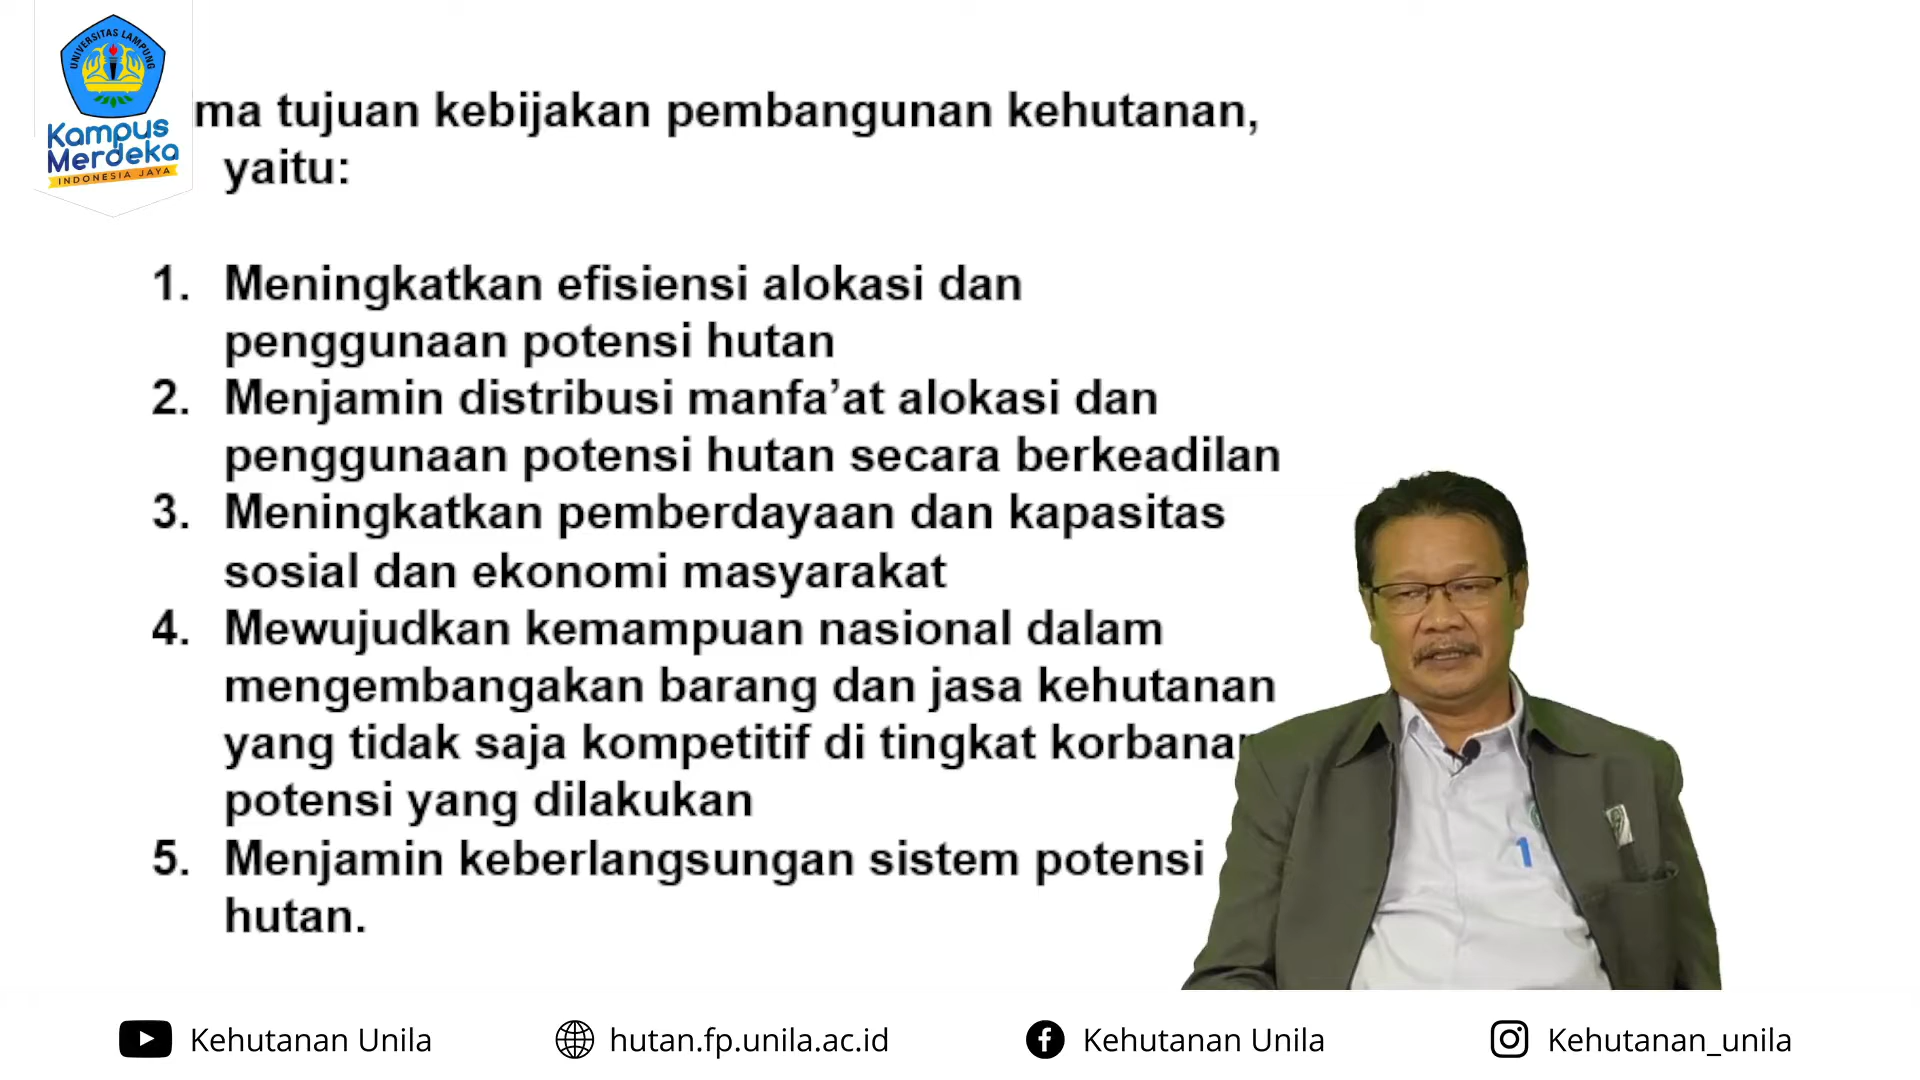 UNIVERSITAS LAMPUNG
Kampus
Merdeka
INDONESIA JAYA
ma tujuan kebijakan pembangunan kehutanan,
yaitu:
1. Meningkatkan efisiensi alokasi dan
penggunaan potensi hutan
2. Menjamin distribusi manfa’at alokasi dan
penggunaan potensi hutan secara berkeadilan
3. Meningkatkan pemberdayaan dan kapasitas
sosial dan ekonomi masyarakat
4. Mewujudkan kemampuan nasional dalam
mengembangakan barang dan jasa kehutanan
yang tidak saja kompetitif di tingkat korbanan
potensi yang dilakukan
5. Menjamin keberlangsungan sistem potensi
hutan.
Kehutanan Unila
hutan.fp.unila.ac.id
Kehutanan Unila
Kehutanan_unila